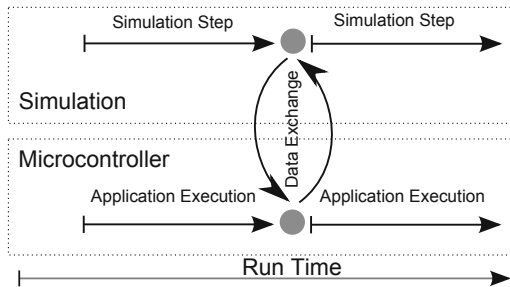 Simulation Step
Simulation Step
Simulation
Data Exchange
Microcontroller
Application Execution
Application Execution
Run Time